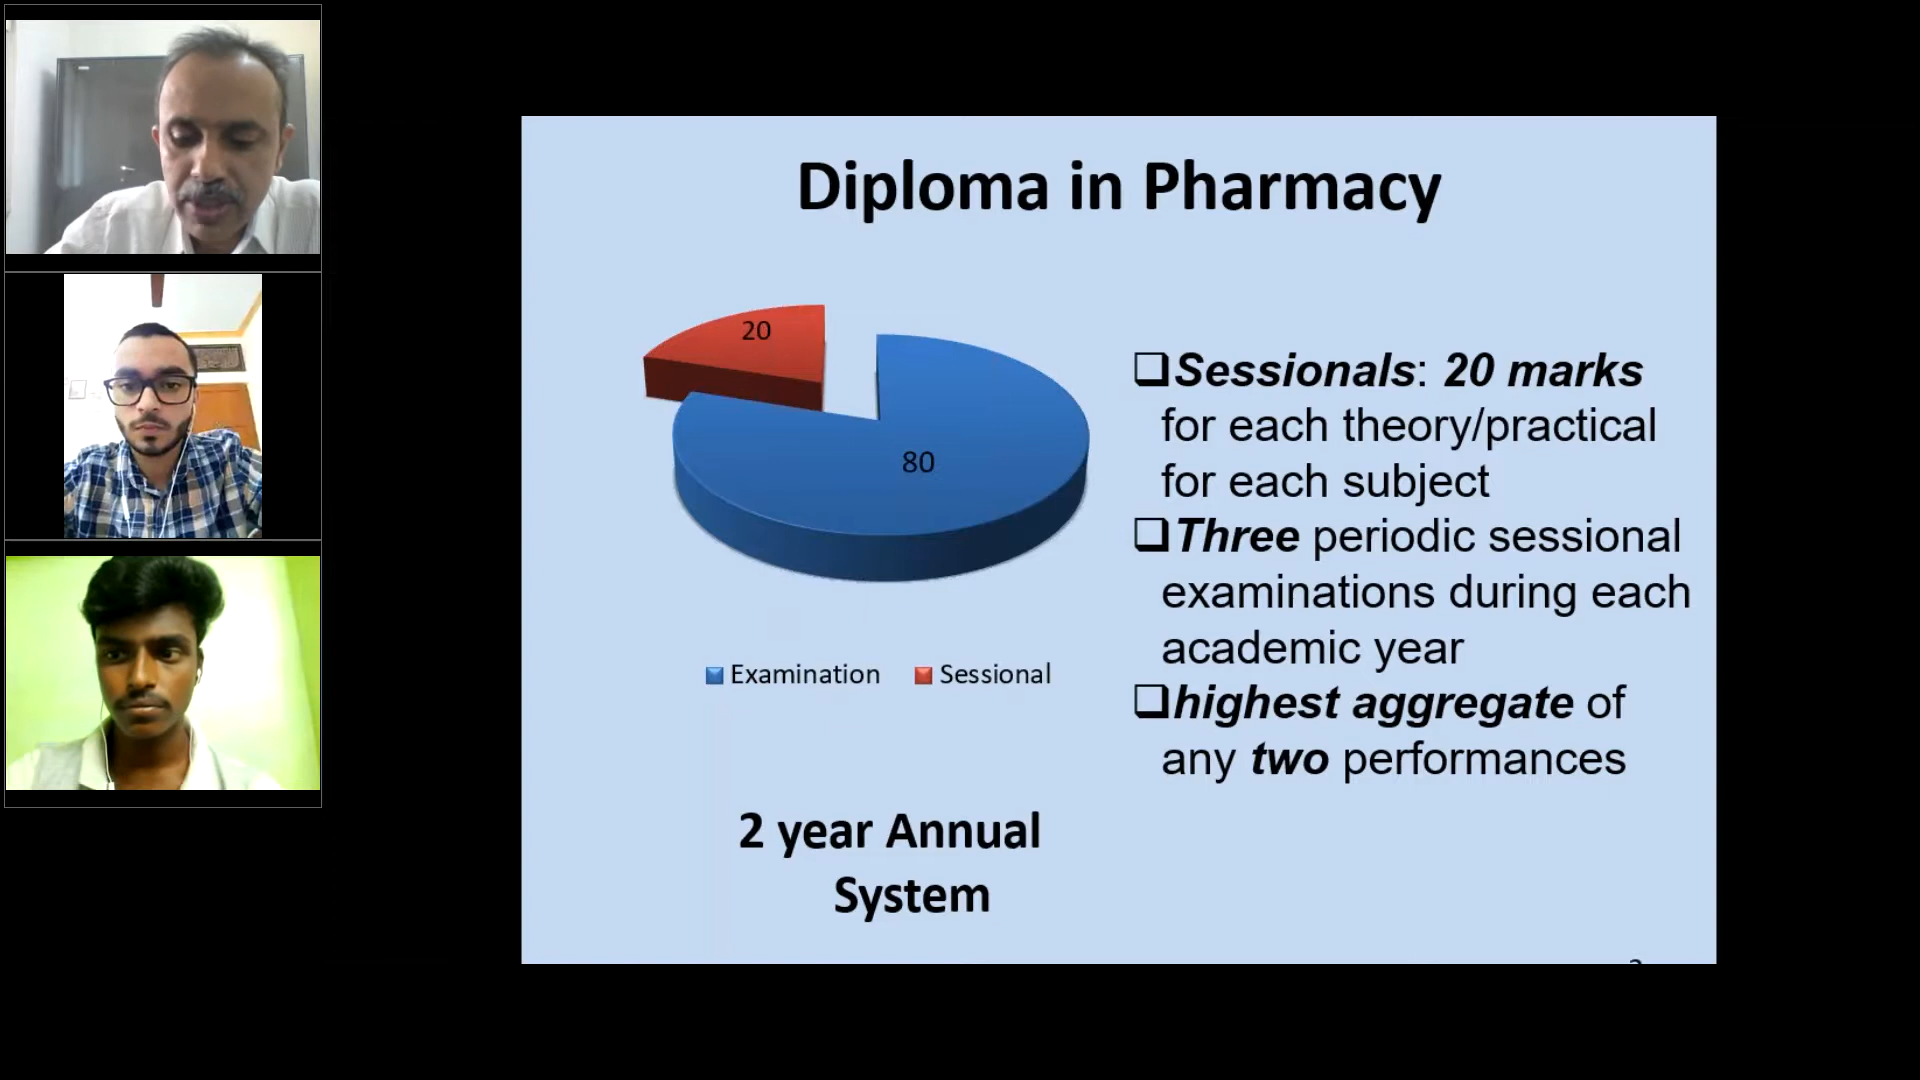 Diploma in Pharmacy
20
80
Examination Sessional
❑Sessionals: 20 marks
for each theory/practical
for each subject
❑Three periodic sessional
examinations during each
academic year
❑highest aggregate of
any two performances
2 year Annual
System